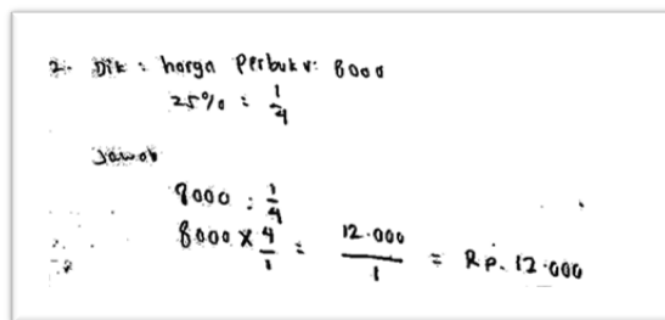 2. Dik : harga Perbuku: 8000
25% : 1/4
Jawab
8000 : 1/4
8000 x 4/1 = 12.000/1 = Rp. 12.000